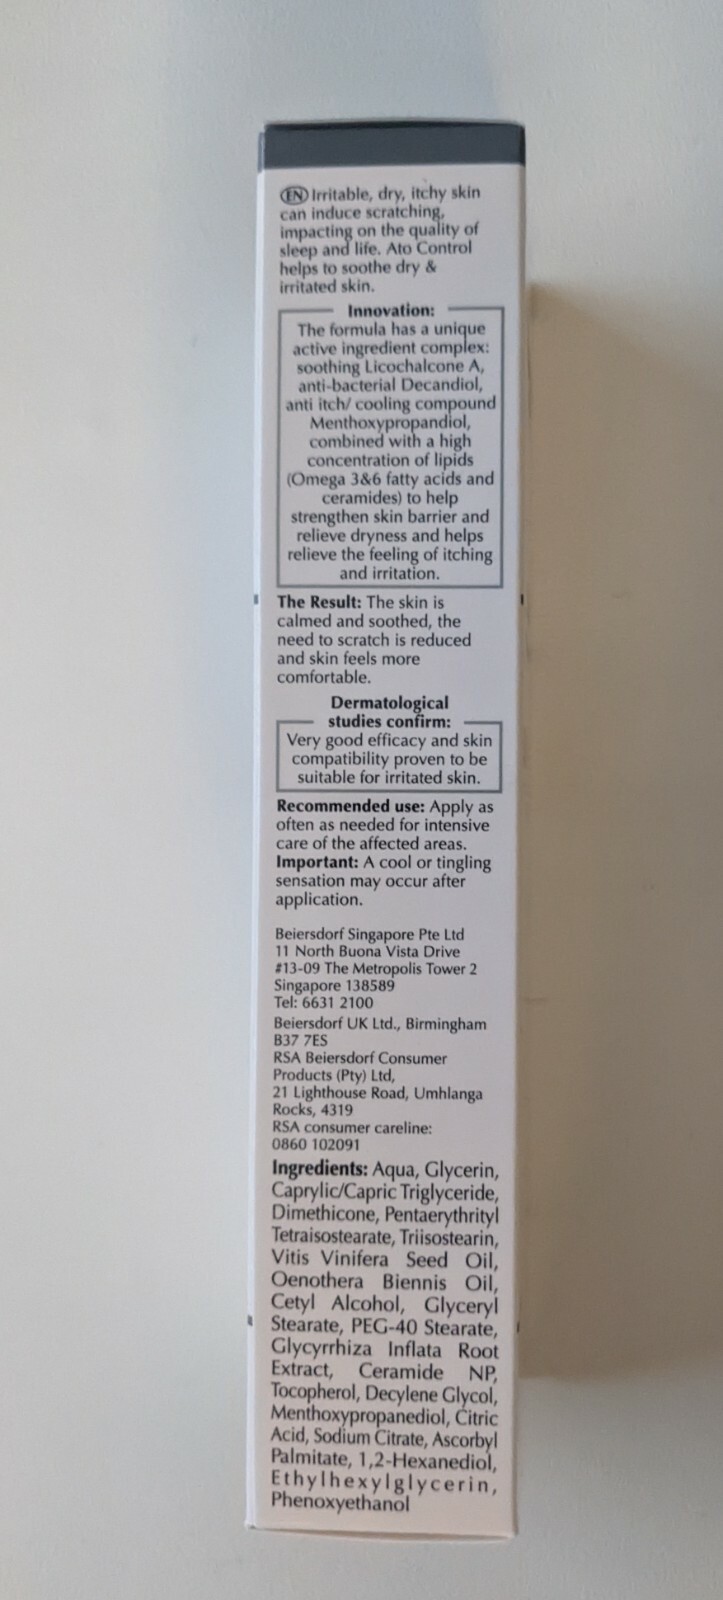 EN Irritable, dry, itchy skin
can induce scratching,
impacting on the quality of
sleep and life. Ato Control
helps to soothe dry &
irritated skin.
Innovation:
The formula has a unique
active ingredient complex:
soothing Licochalcone A,
anti-bacterial Decandiol,
anti itch/ cooling compound
Menthoxypropandiol,
combined with a high
concentration of lipids
(Omega 3&6 fatty acids and
ceramides) to help
strengthen skin barrier and
relieve dryness and helps
relieve the feeling of itching
and irritation.
The Result: The skin is
calmed and soothed, the
need to scratch is reduced
and skin feels more
comfortable.
Dermatological
studies confirm:
Very good efficacy and skin
compatibility proven to be
suitable for irritated skin.
Recommended use: Apply as
often as needed for intensive
care of the affected areas.
Important: A cool or tingling
sensation may occur after
application.
Beiersdorf Singapore Pte Ltd
11 North Buona Vista Drive
#13-09 The Metropolis Tower 2
Singapore 138589
Tel: 6631 2100
Beiersdorf UK Ltd., Birmingham
B37 7ES
RSA Beiersdorf Consumer
Products (Pty) Ltd,
21 Lighthouse Road, Umhlanga
Rocks, 4319
RSA consumer careline:
0860 102091
Ingredients: Aqua, Glycerin,
Caprylic/Capric Triglyceride,
Dimethicone, Pentaerythrityl
Tetraisostearate, Triisostearin,
Vitis Vinifera Seed Oil,
Oenothera Biennis Oil,
Cetyl Alcohol, Glyceryl
Stearate, PEG-40 Stearate,
Glycyrrhiza Inflata Root
Extract, Ceramide NP,
Tocopherol, Decylene Glycol,
Menthoxypropanediol, Citric
Acid, Sodium Citrate, Ascorbyl
Palmitate, 1,2-Hexanediol,
Ethylhexylglycerin,
Phenoxyethanol